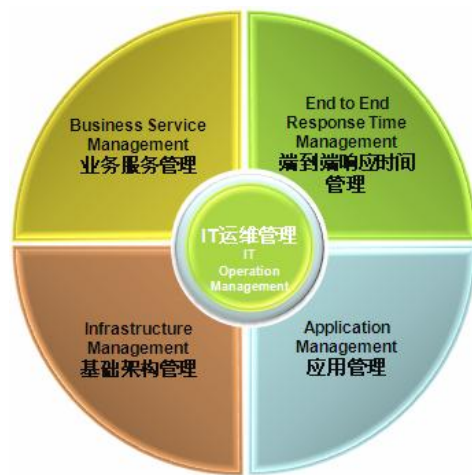 Business Service
Management
业务服务管理
End to End
Response Time
Management
端到端响应时间
管理
IT运维管理
IT
Operation
Management
Infrastructure
Management
基础架构管理
Application
Management
应用管理